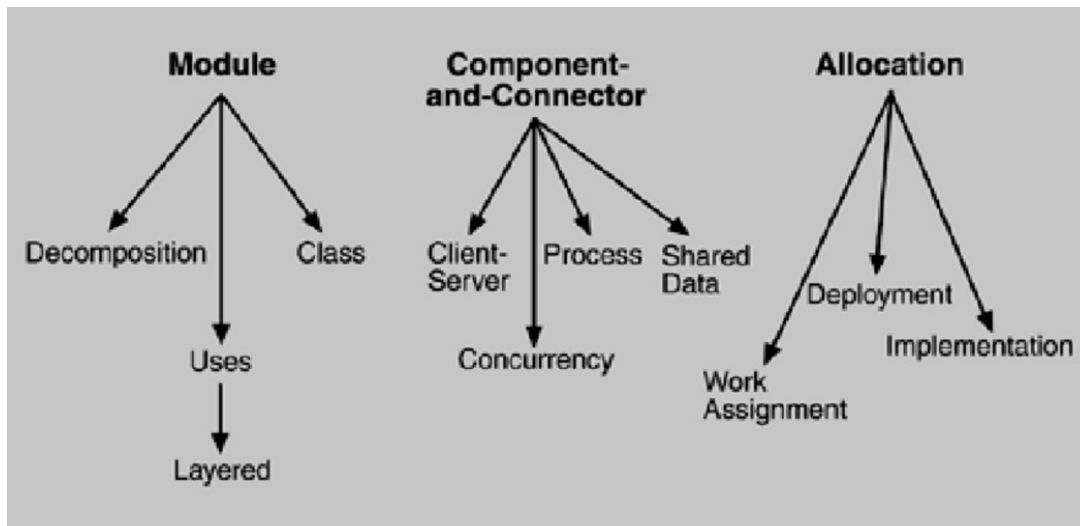 Module
Component-
and-Connector
Allocation
Decomposition
Class
Client-
Server
Process
Shared
Data
Deployment
Uses
Concurrency
Implementation
Work
Assignment
Layered